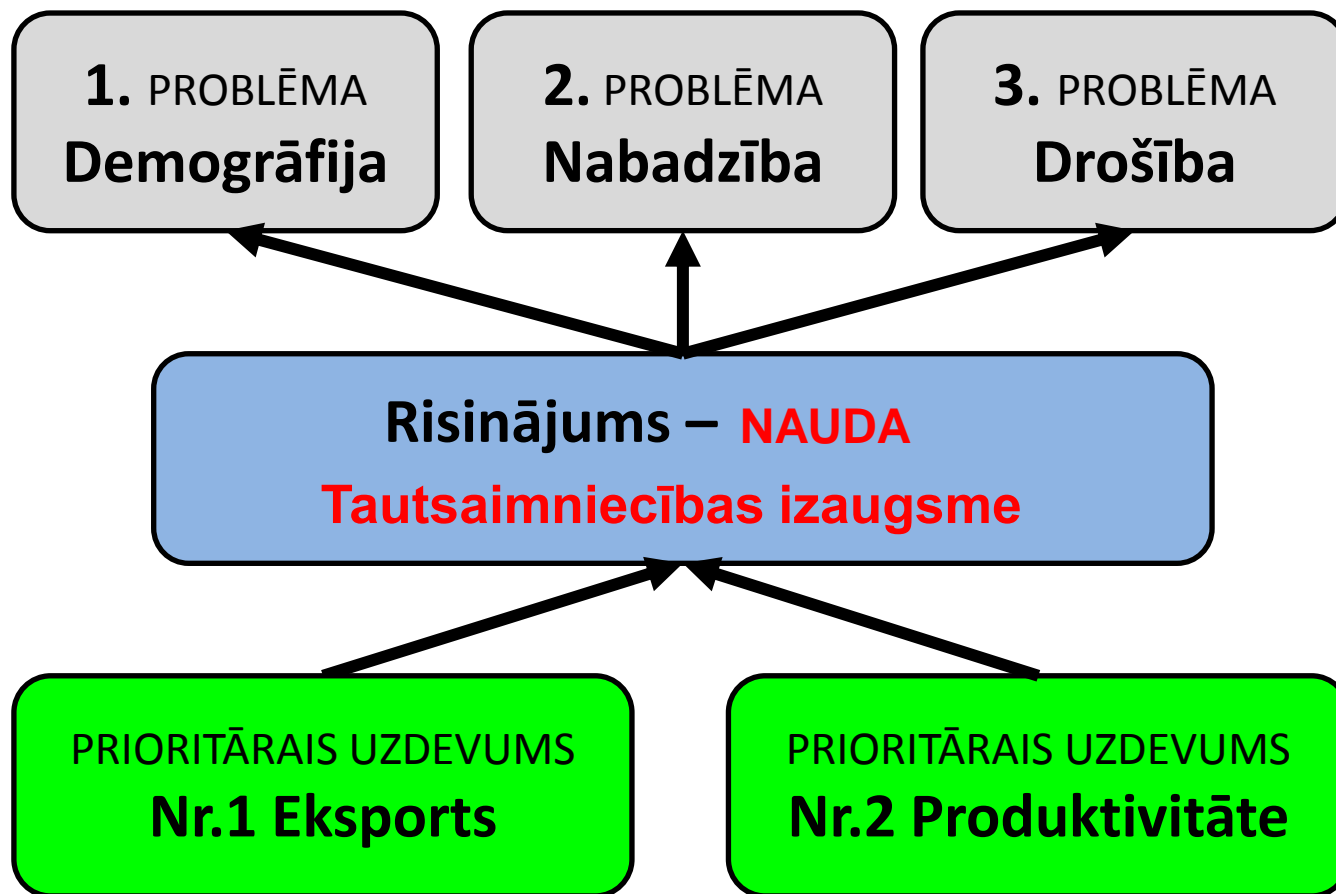 1. PROBLĒMA
Demogrāfija
2. PROBLĒMA
Nabadzība
3. PROBLĒMA
Drošība
Risinājums – NAUDA
Tautsaimniecības izaugsme
PRIORITĀRAIS UZDEVUMS
Nr.1 Eksports
PRIORITĀRAIS UZDEVUMS
Nr.2 Produktivitāte